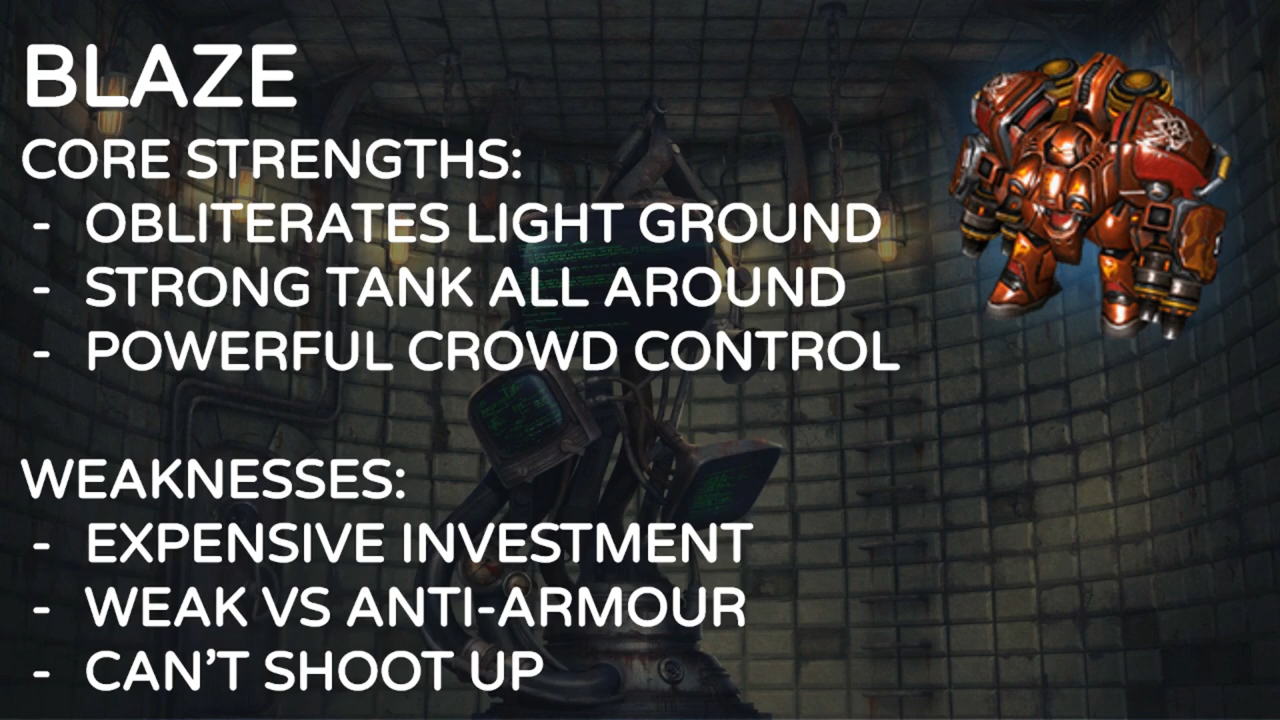 BLAZE
CORE STRENGTHS:
- OBLITERATES LIGHT GROUND
- STRONG TANK ALL AROUND
- POWERFUL CROWD CONTROL
WEAKNESSES:
- EXPENSIVE INVESTMENT
- WEAK VS ANTI-ARMOUR
- CAN'T SHOOT UP